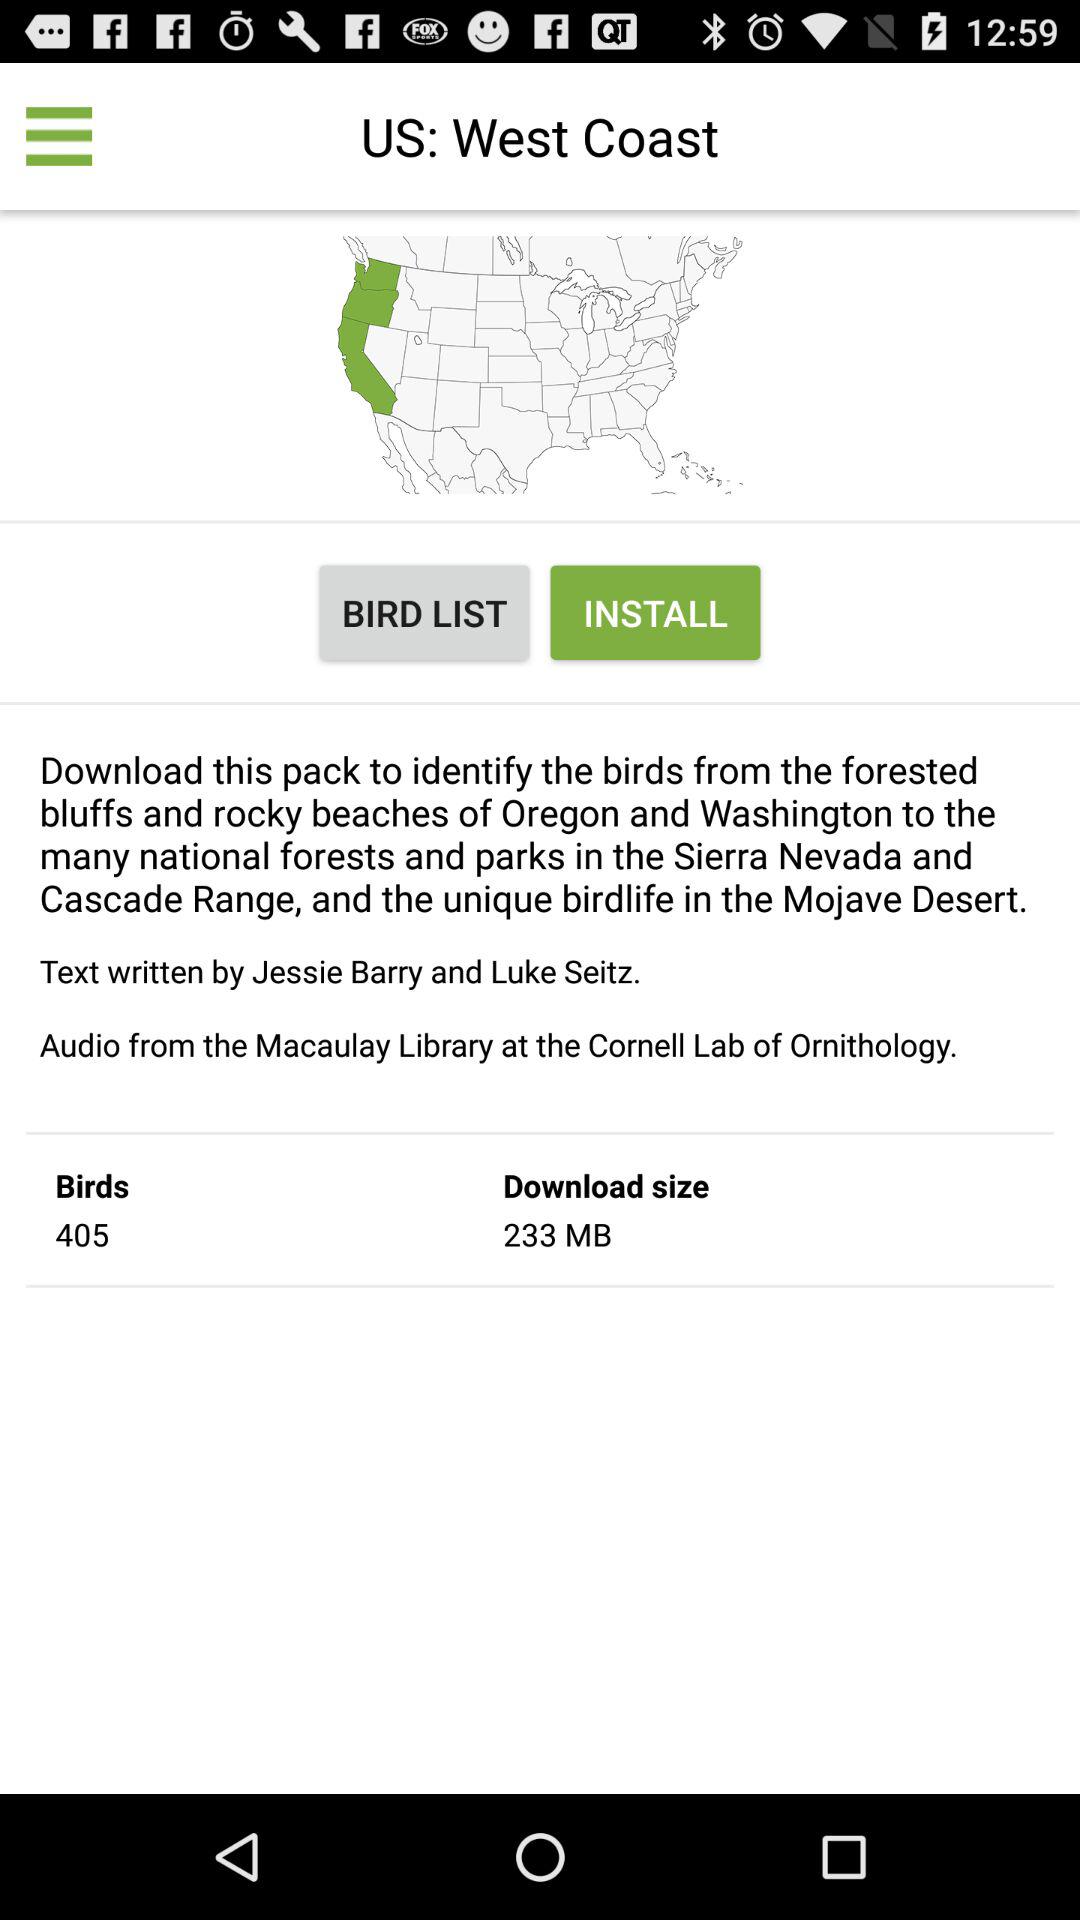 FOX
SPORTS
QT
12:59
US: West Coast
BIRD LIST
INSTALL
Download this pack to identify the birds from the forested
bluffs and rocky beaches of Oregon and Washington to the
many national forests and parks in the Sierra Nevada and
Cascade Range, and the unique birdlife in the Mojave Desert.
Text written by Jessie Barry and Luke Seitz.
Audio from the Macaulay Library at the Cornell Lab of Ornithology.
Birds
Download size
405
233 MB